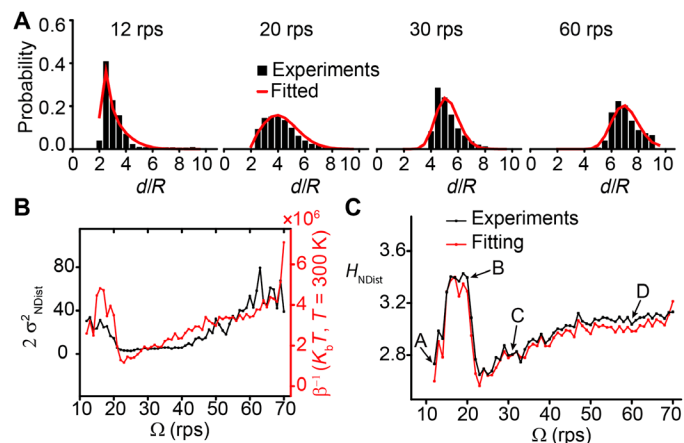 A
12 rps
20 rps
30 rps
60 rps
Probability
0.6
0.4
0.2
0.0
Experiments
Fitted
0 2 4 6 8 10
0 2 4 6 8 10
0 2 4 6 8 10
0 2 4 6 8 10
d/R
d/R
d/R
d/R
B
2 σ²NDist
80
40
0
×10⁶
6
4
2
0
β⁻¹ (KbT, T = 300 K)
10 20 30 40 50 60 70
Ω (rps)
C
Experiments
Fitting
HNDist
3.6
3.2
2.8
A
B
C
D
10 20 30 40 50 60 70
Ω (rps)